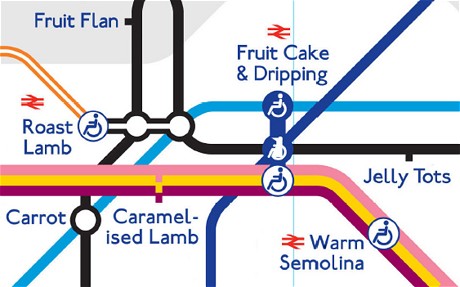 Fruit Flan
Fruit Cake
& Dripping
Roast
Lamb
Jelly Tots
Carrot
Caramel-
ised Lamb
Warm
Semolina